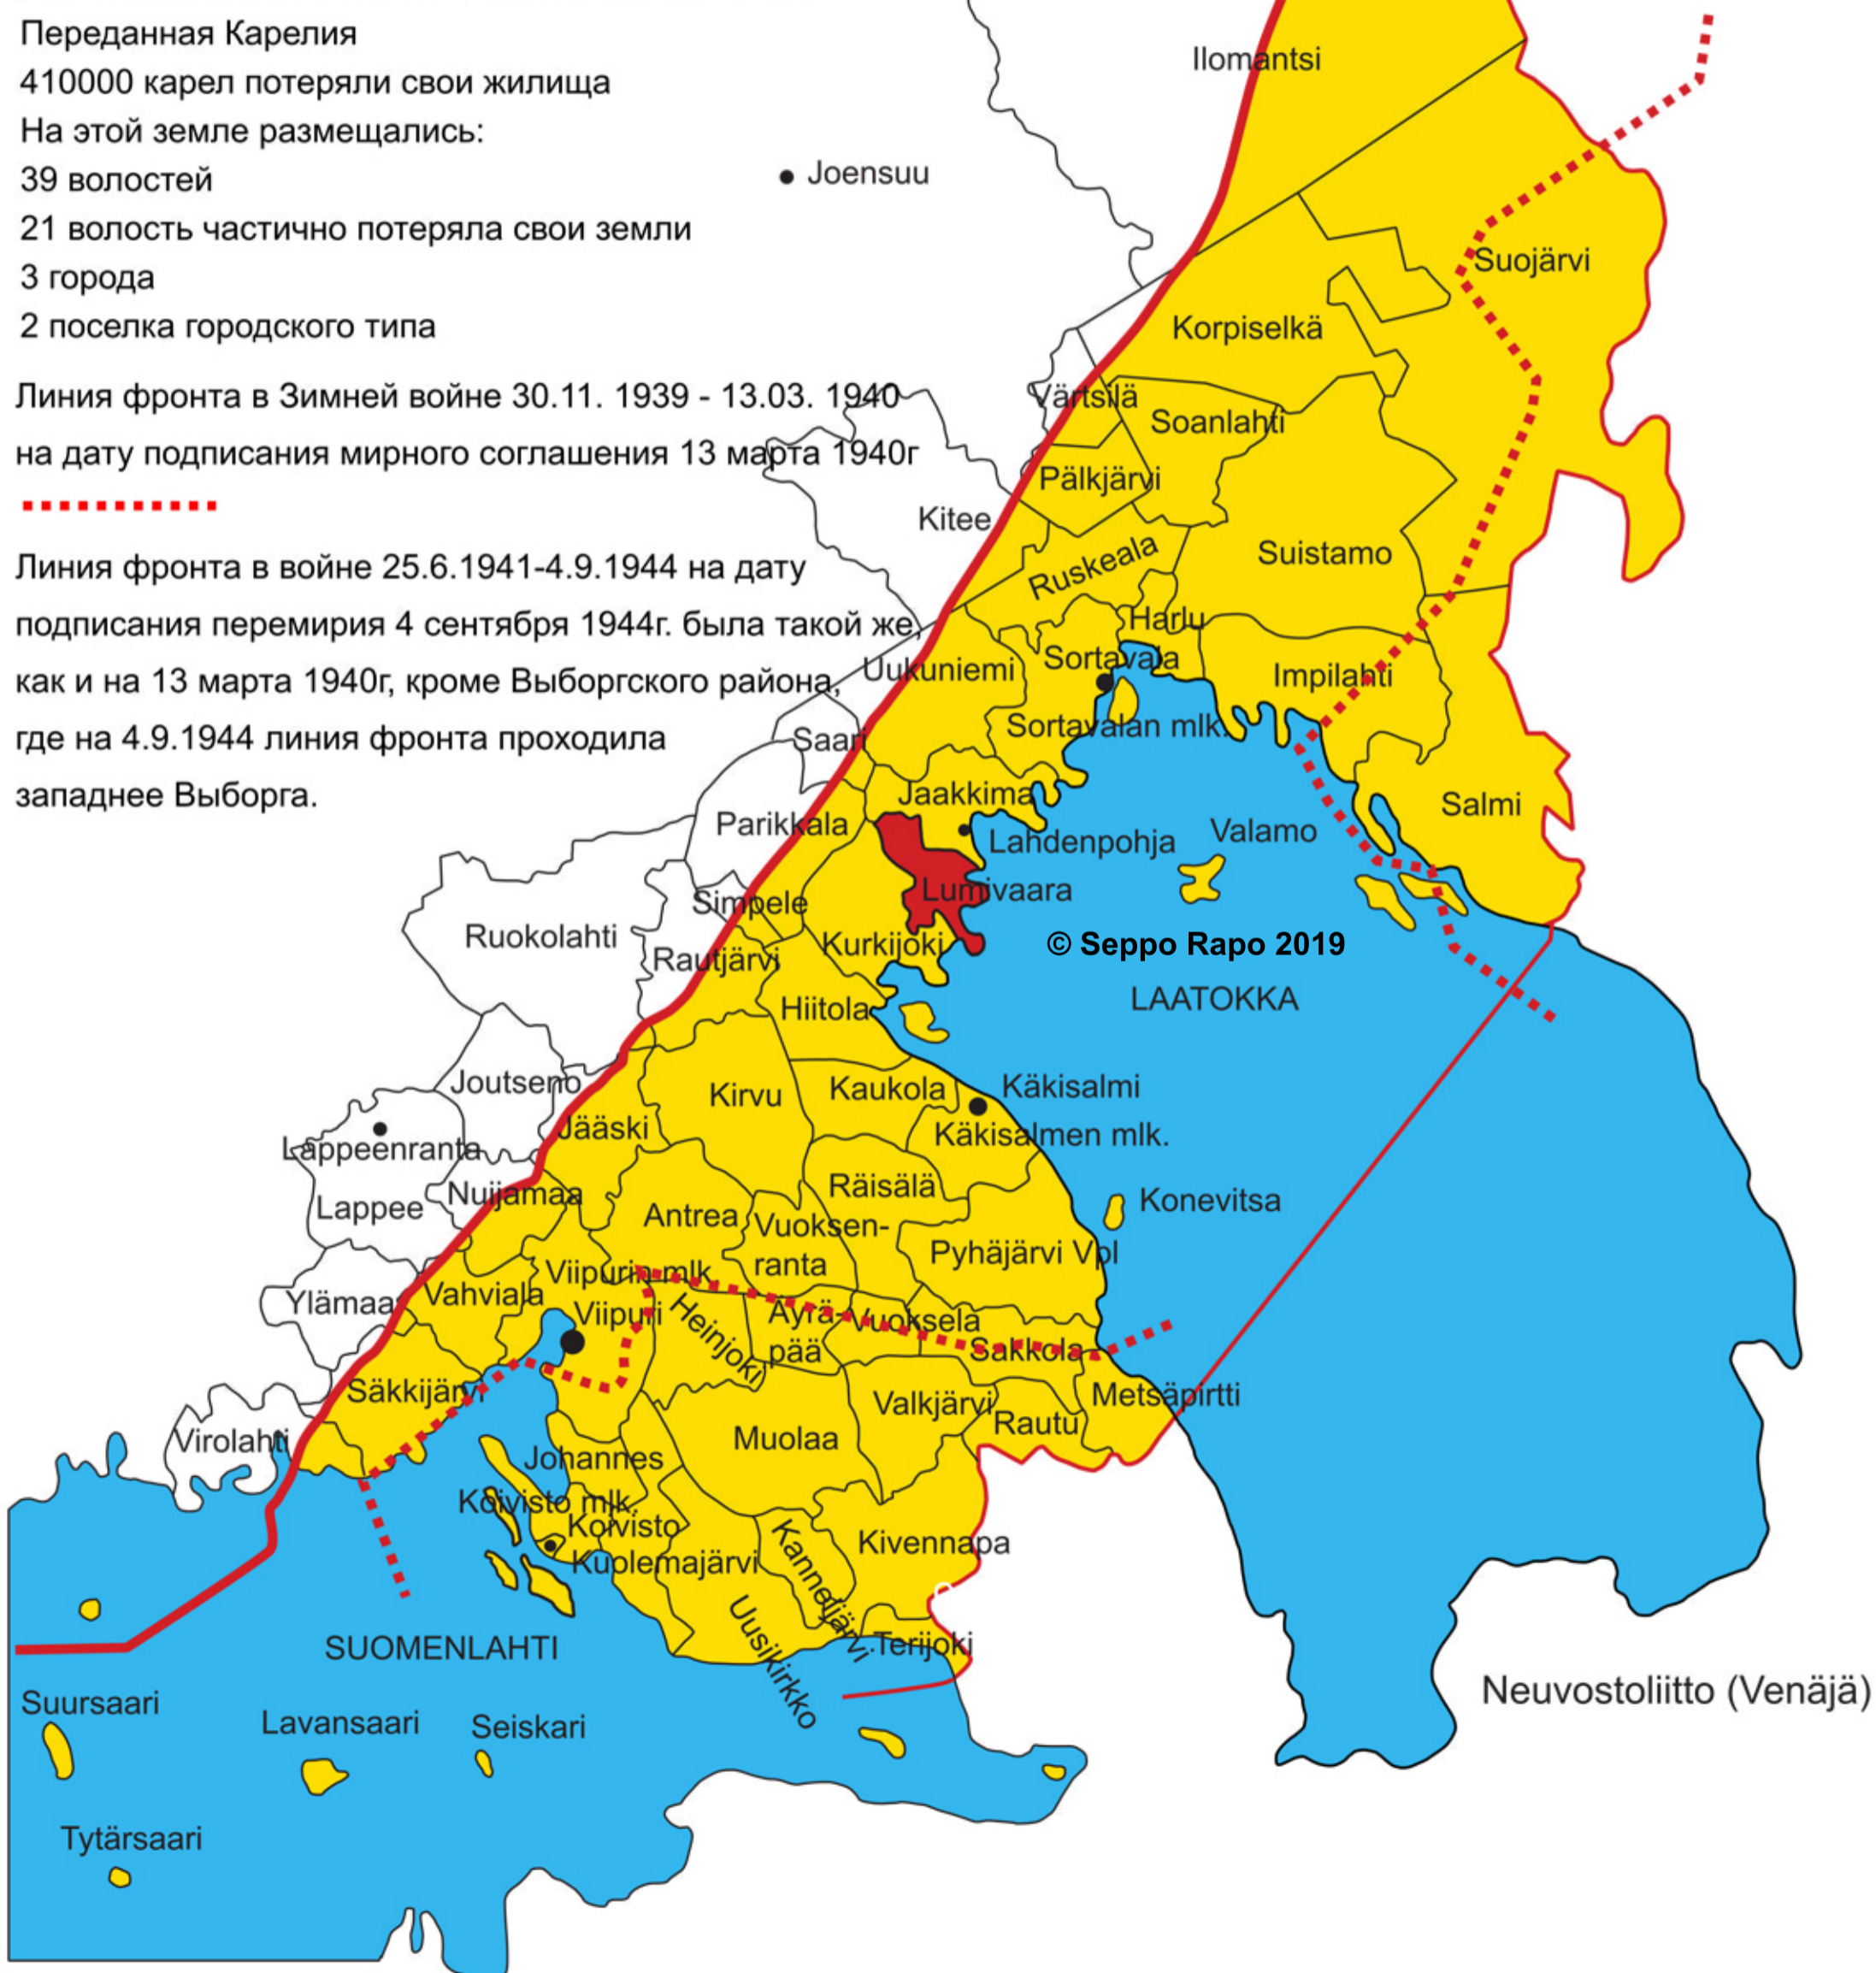 Переданная Карелия
410000 карел потеряли свои жилища
На этой земле размещались:
39 волостей
21 волость частично потеряла свои земли
3 города
2 поселка городского типа
Линия фронта в Зимней войне 30.11. 1939 - 13.03. 1940
на дату подписания мирного соглашения 13 марта 1940г
Линия фронта в войне 25.6.1941-4.9.1944 на дату
подписания перемирия 4 сентября 1944г. была такой же,
как и на 13 марта 1940г, кроме Выборгского района,
где на 4.9.1944 линия фронта проходила
западнее Выборга.
Ilomantsi
Joensuu
Suojärvi
Korpiselkä
Värtsilä
Soanlahti
Pälkjärvi
Kitee
Suistamo
Ruskeala
Harlu
Sortavala
Uukuniemi
Impilahti
Sortavalan mlk.
Saari
Jaakkima
Salmi
Parikkala
Lahdenpohja
Valamo
Lumivaara
Simpele
Ruokolahti
Kurkijoki
© Seppo Rapo 2019
Rautjärvi
LAATOKKA
Hiitola
Joutseno
Kirvu
Kaukola
Käkisalmi
Jääski
Käkisalmen mlk.
Lappeenranta
Räisälä
Nuijamaa
Konevitsa
Lappee
Antrea
Vuoksen-
ranta
Pyhäjärvi Vpl
Viipurin mlk.
Vahviala
Ylämaa
Viipuri
Heinjoki
Äyrä-
pää
Vuoksela
Sakkola
Säkkijärvi
Metsäpirtti
Valkjärvi
Rautu
Virolahti
Muolaa
Johannes
Koivisto mlk.
Koivisto
Kivennapa
Kuolemajärvi
Kanneljärvi
Uusikirkko
Terijoki
SUOMENLAHTI
Neuvostoliitto (Venäjä)
Suursaari
Lavansaari
Seiskari
Tytärsaari